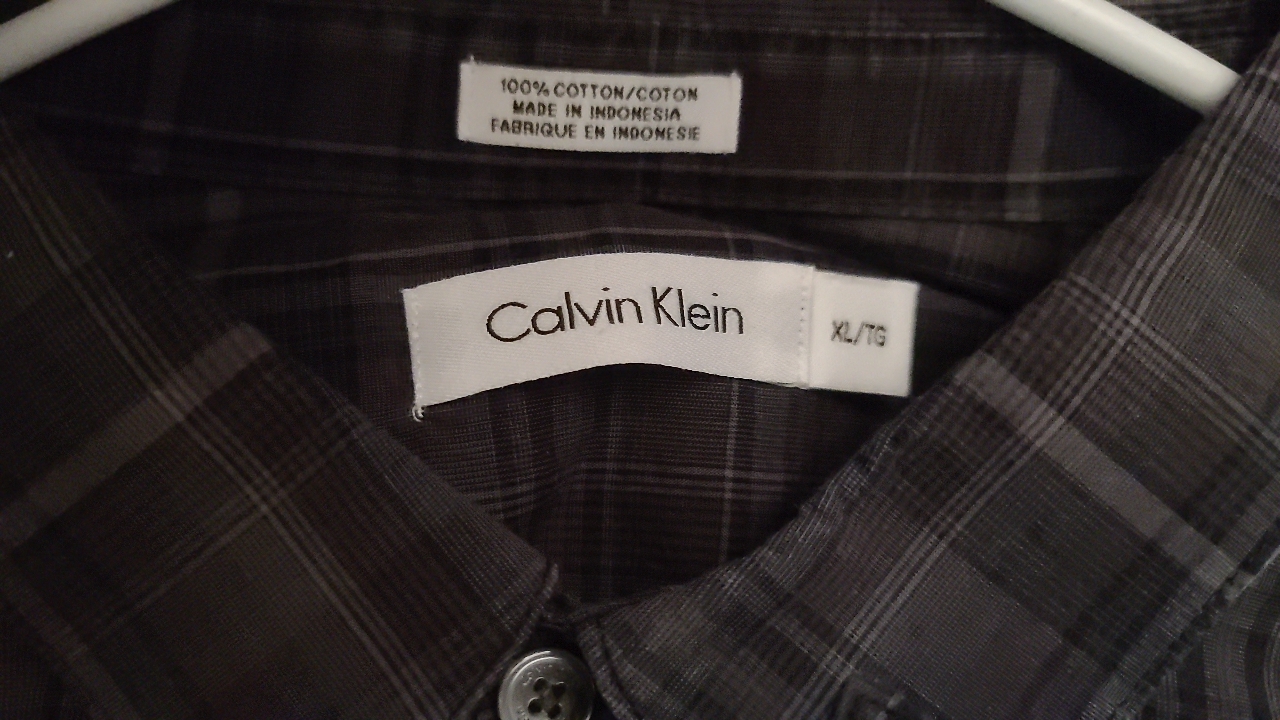 100% COTTON/COTON
MADE IN INDONESIA
FABRIQUE EN INDONESIE
Calvin Klein
XL/TG